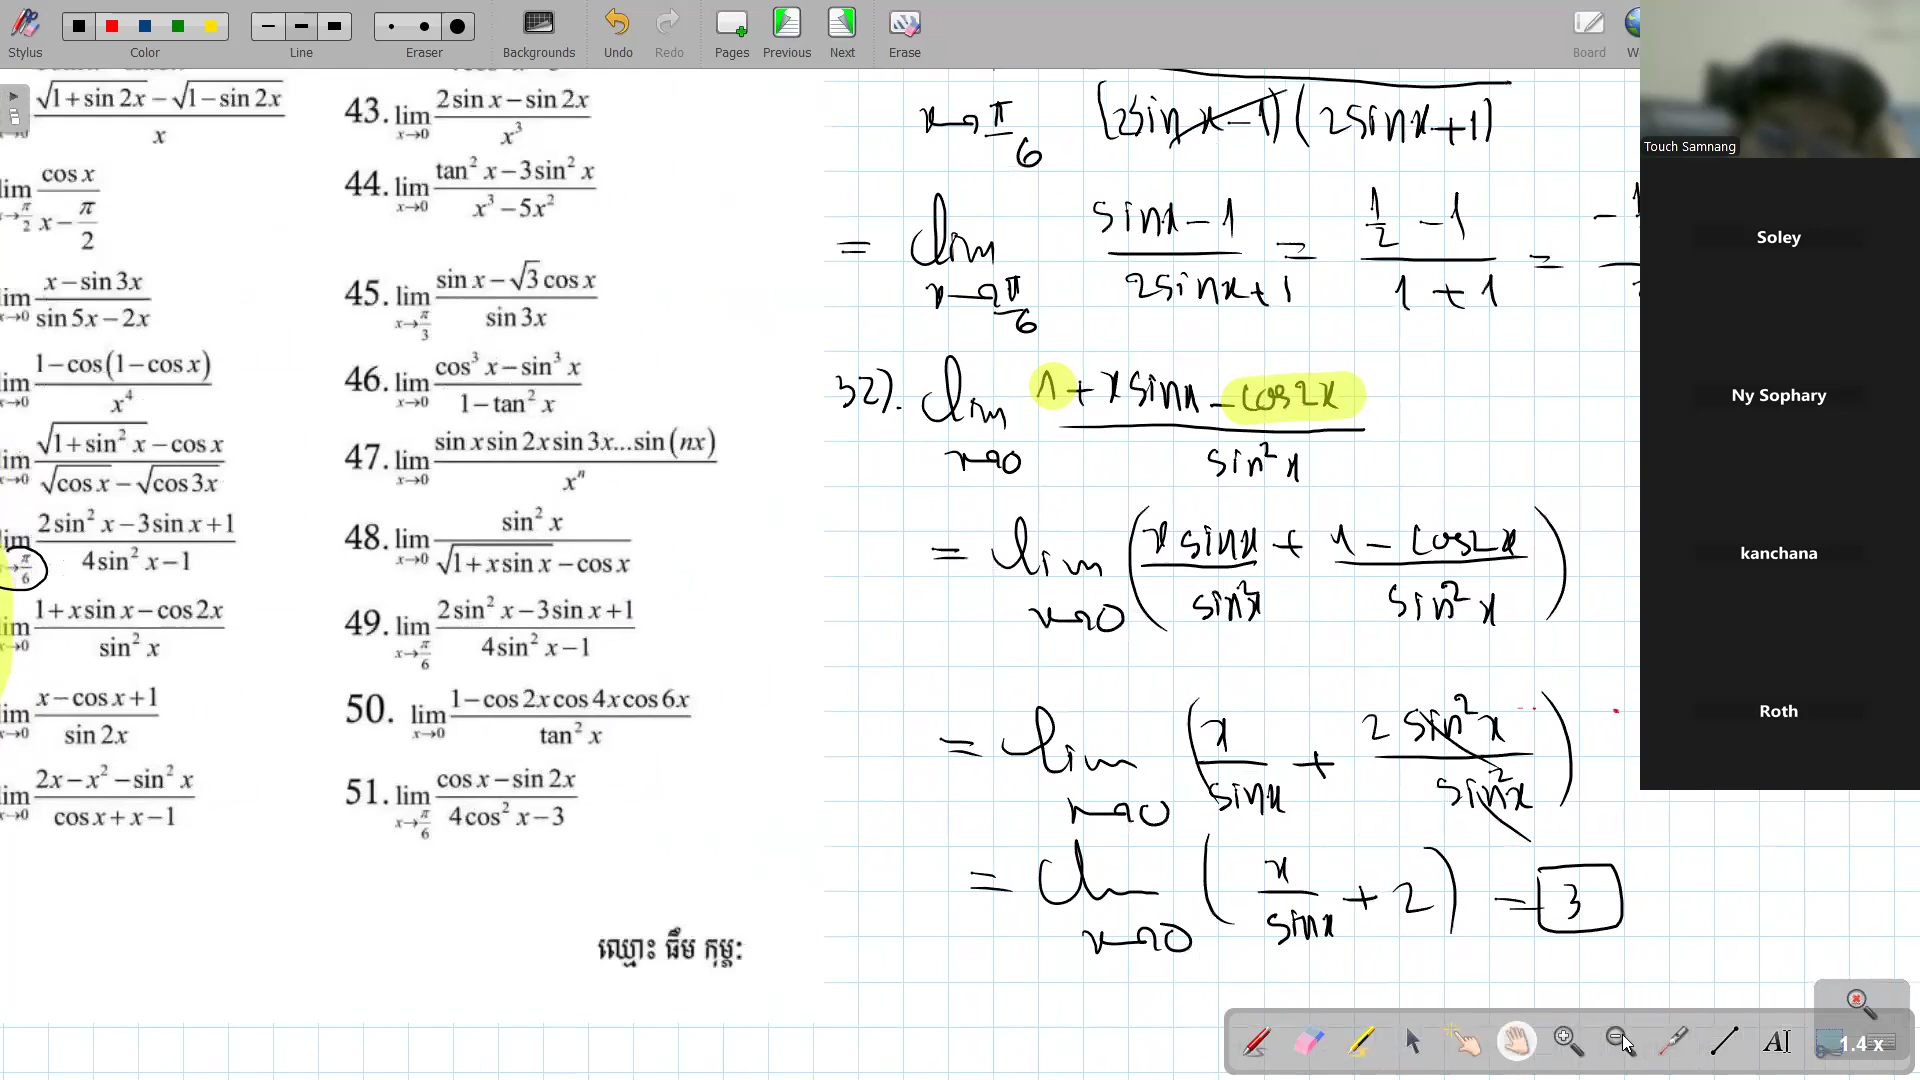 Stylus Color Line Eraser Backgrounds Undo Redo Pages Previous Next Erase Board
Touch Samnang
Soley
Ny Sophary
kanchana
Roth
√(1+sin 2x) − √(1−sin 2x) / x
lim x→π/2 cos x / (x − π/2)
lim x→0 (x − sin 3x) / (sin 5x − 2x)
lim x→0 (1 − cos(1 − cos x)) / x⁴
lim x→0 (√(1+sin² x) − cos x) / (√cos x − √cos 3x)
lim x→π/6 (2sin² x − 3sin x + 1) / (4sin² x − 1)
lim x→0 (1 + x sin x − cos 2x) / sin² x
lim x→0 (x − cos x + 1) / sin 2x
lim x→0 (2x − x² − sin² x) / (cos x + x − 1)
43. lim x→0 (2sin x − sin 2x) / x³
44. lim x→0 (tan² x − 3sin² x) / (x³ − 5x²)
45. lim x→π/3 (sin x − √3 cos x) / sin 3x
46. lim x→0 (cos³ x − sin³ x) / (1 − tan² x)
47. lim x→0 (sin x sin 2x sin 3x...sin(nx)) / xⁿ
48. lim x→0 sin² x / (√(1 + x sin x) − cos x)
49. lim x→π/6 (2sin² x − 3sin x + 1) / (4sin² x − 1)
50. lim x→0 (1 − cos 2x cos 4x cos 6x) / tan² x
51. lim x→π/6 (cos x − sin 2x) / (4cos² x − 3)
ឈ្មោះ ធឹម កុម្ភៈ
x→π/6 (2sin x − 1)(2sin x + 1)
= lim x→π/6 (sin x − 1) / (2sin x + 1) = (1/2 − 1) / (1 + 1) =
32). lim x→0 (1 + x sin x − cos 2x) / sin² x
= lim x→0 (x sin x / sin² x + (1 − cos 2x) / sin² x)
= lim x→0 (x / sin x + 2 sin² x / sin² x)
= lim x→0 (x / sin x + 2) = 3
1.4 x